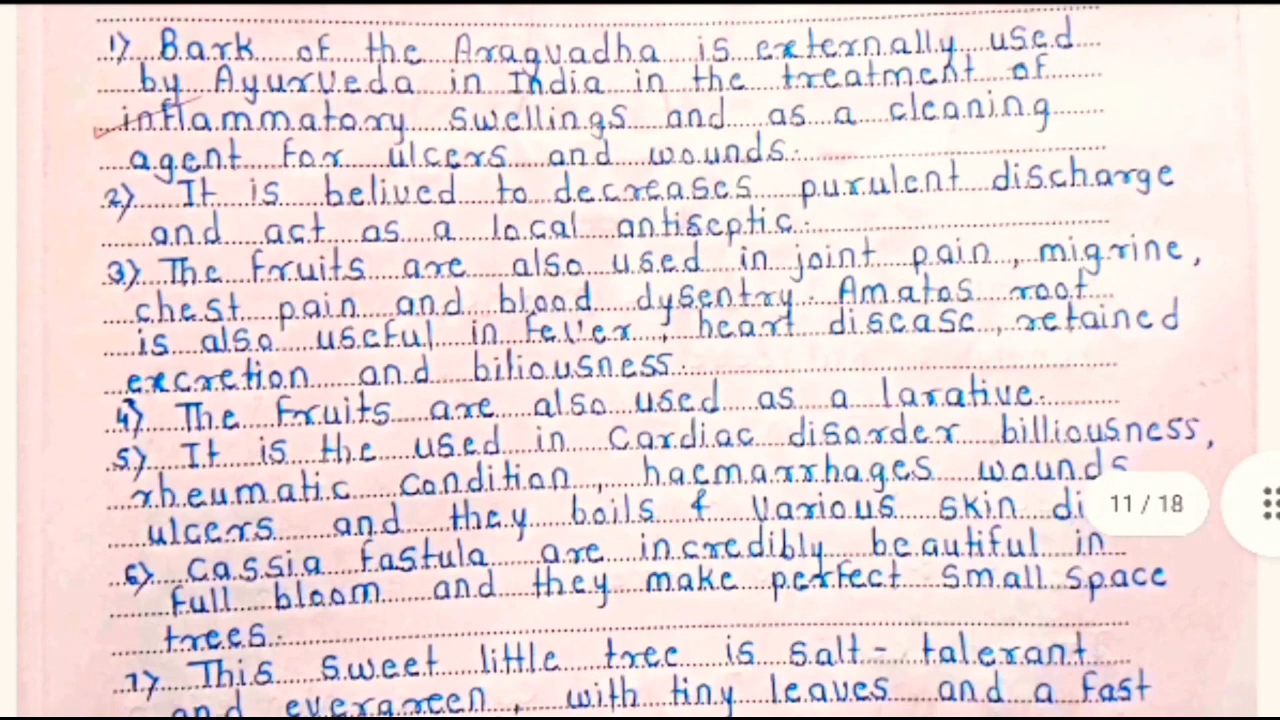 1) Bark of the Aragvadha is externally used
by Ayurveda in India in the treatment of
inflammatory swellings and as a cleaning
agent for ulcers and wounds.
2) It is belived to decreases purulent discharge
and act as a local antiseptic.
3) The fruits are also used in joint pain, migrine,
chest pain and blood dysentry. Amatos root
is also useful in fever, heart disease, retained
excretion and biliousness.
4) The fruits are also used as a laxative.
5) It is the used in Cardiac disorder billiousness,
rheumatic condition, haemarrhages wounds
ulcers and they boils & Various skin di
11 / 18
6) Cassia fastula are incredibly beautiful in
full bloom and they make perfect small space
trees.
7) This sweet little tree is salt-talerant
and evergreen, with tiny leaves and a fast